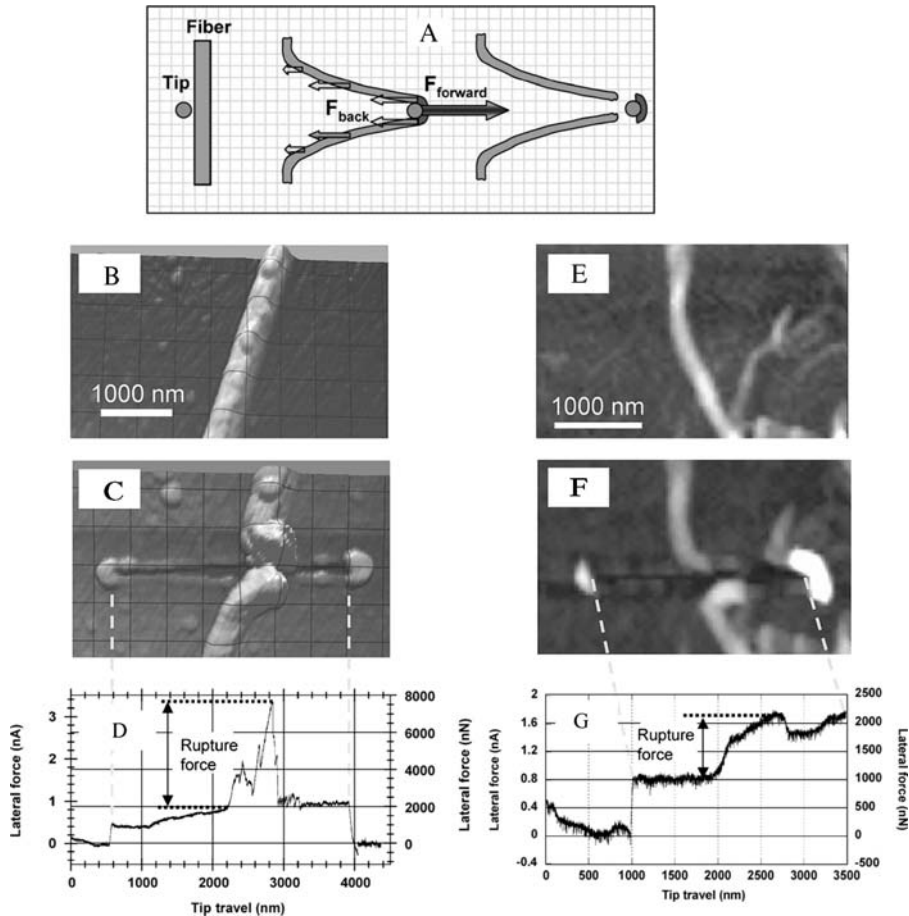 A
Fiber
Tip
F back
F forward
B
1000 nm
E
1000 nm
C
F
D
Rupture
force
Lateral force (nA)
3
2
1
0
8000
6000
4000
2000
0
Lateral force (nN)
0 1000 2000 3000 4000
Tip travel (nm)
G
Rupture
force
Lateral force (nA)
2
1.6
1.2
0.8
0.4
0
-0.4
2500
2000
1500
1000
500
0
-500
Lateral force (nN)
0 500 1000 1500 2000 2500 3000 3500
Tip travel (nm)